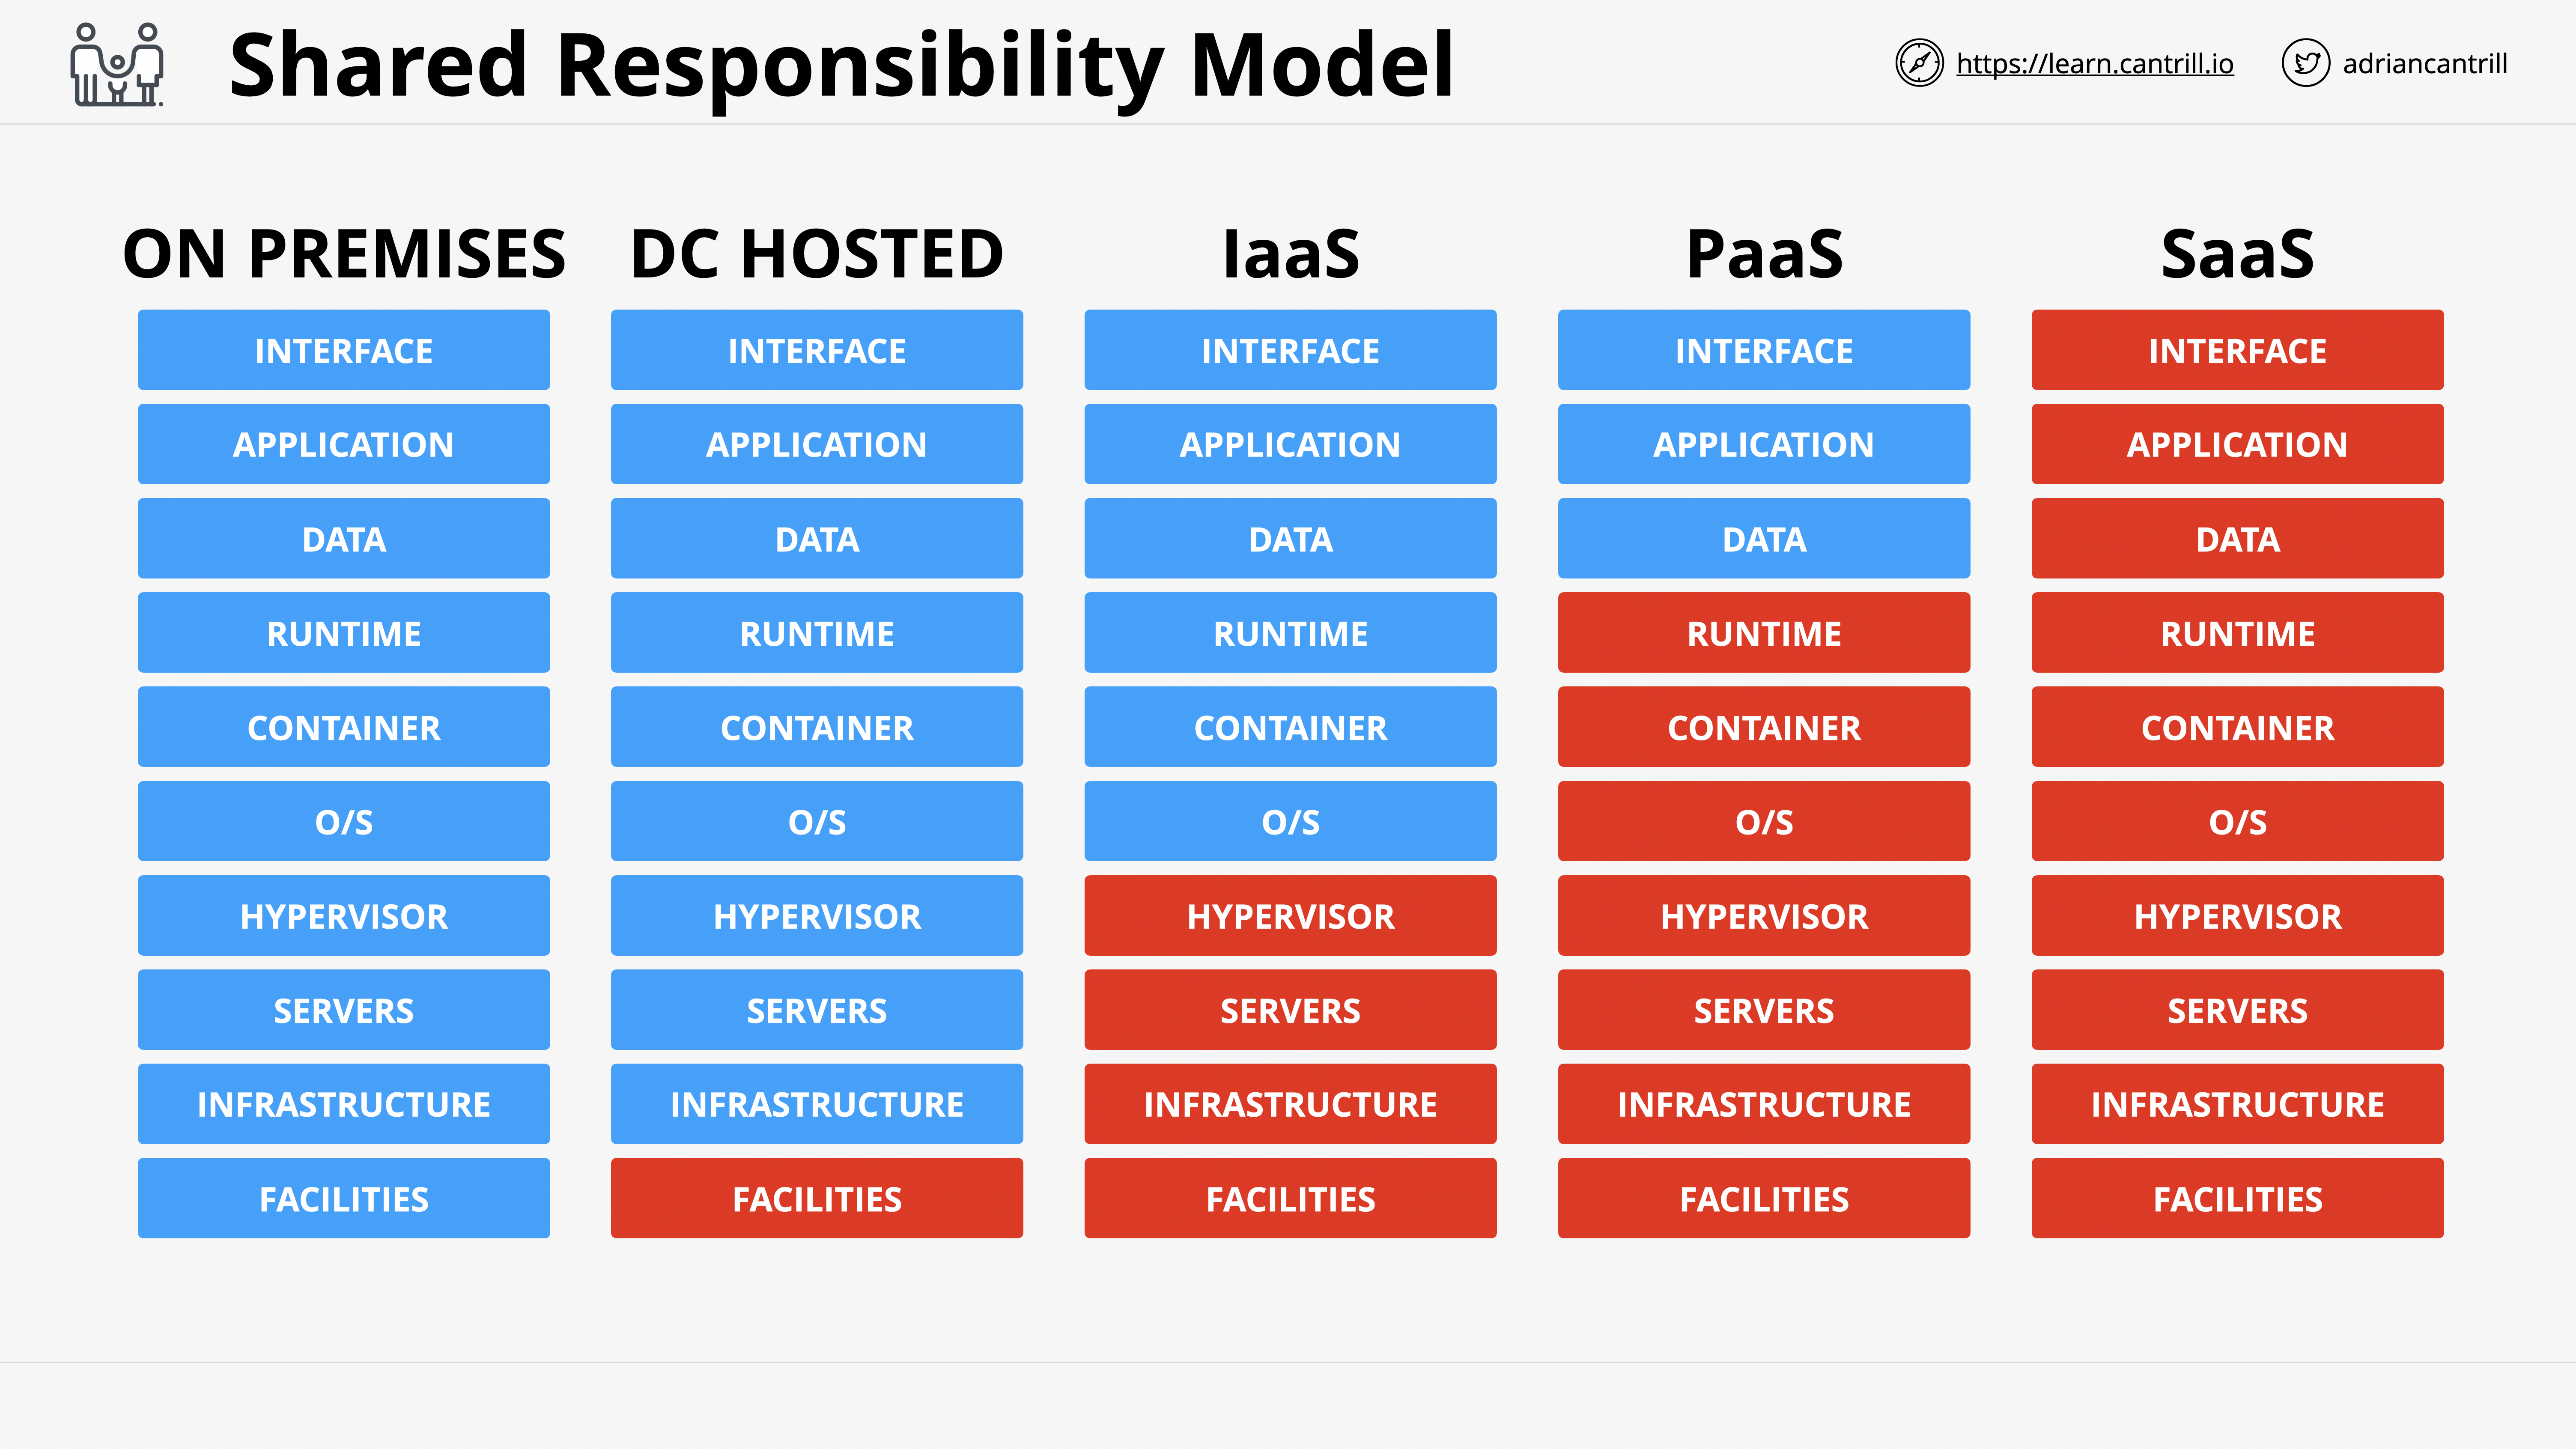 Shared Responsibility Model
https://learn.cantrill.io
adriancantrill
ON PREMISES DC HOSTED IaaS PaaS SaaS
INTERFACE INTERFACE INTERFACE INTERFACE INTERFACE
APPLICATION APPLICATION APPLICATION APPLICATION APPLICATION
DATA DATA DATA DATA DATA
RUNTIME RUNTIME RUNTIME RUNTIME RUNTIME
CONTAINER CONTAINER CONTAINER CONTAINER CONTAINER
O/S O/S O/S O/S O/S
HYPERVISOR HYPERVISOR HYPERVISOR HYPERVISOR HYPERVISOR
SERVERS SERVERS SERVERS SERVERS SERVERS
INFRASTRUCTURE INFRASTRUCTURE INFRASTRUCTURE INFRASTRUCTURE INFRASTRUCTURE
FACILITIES FACILITIES FACILITIES FACILITIES FACILITIES